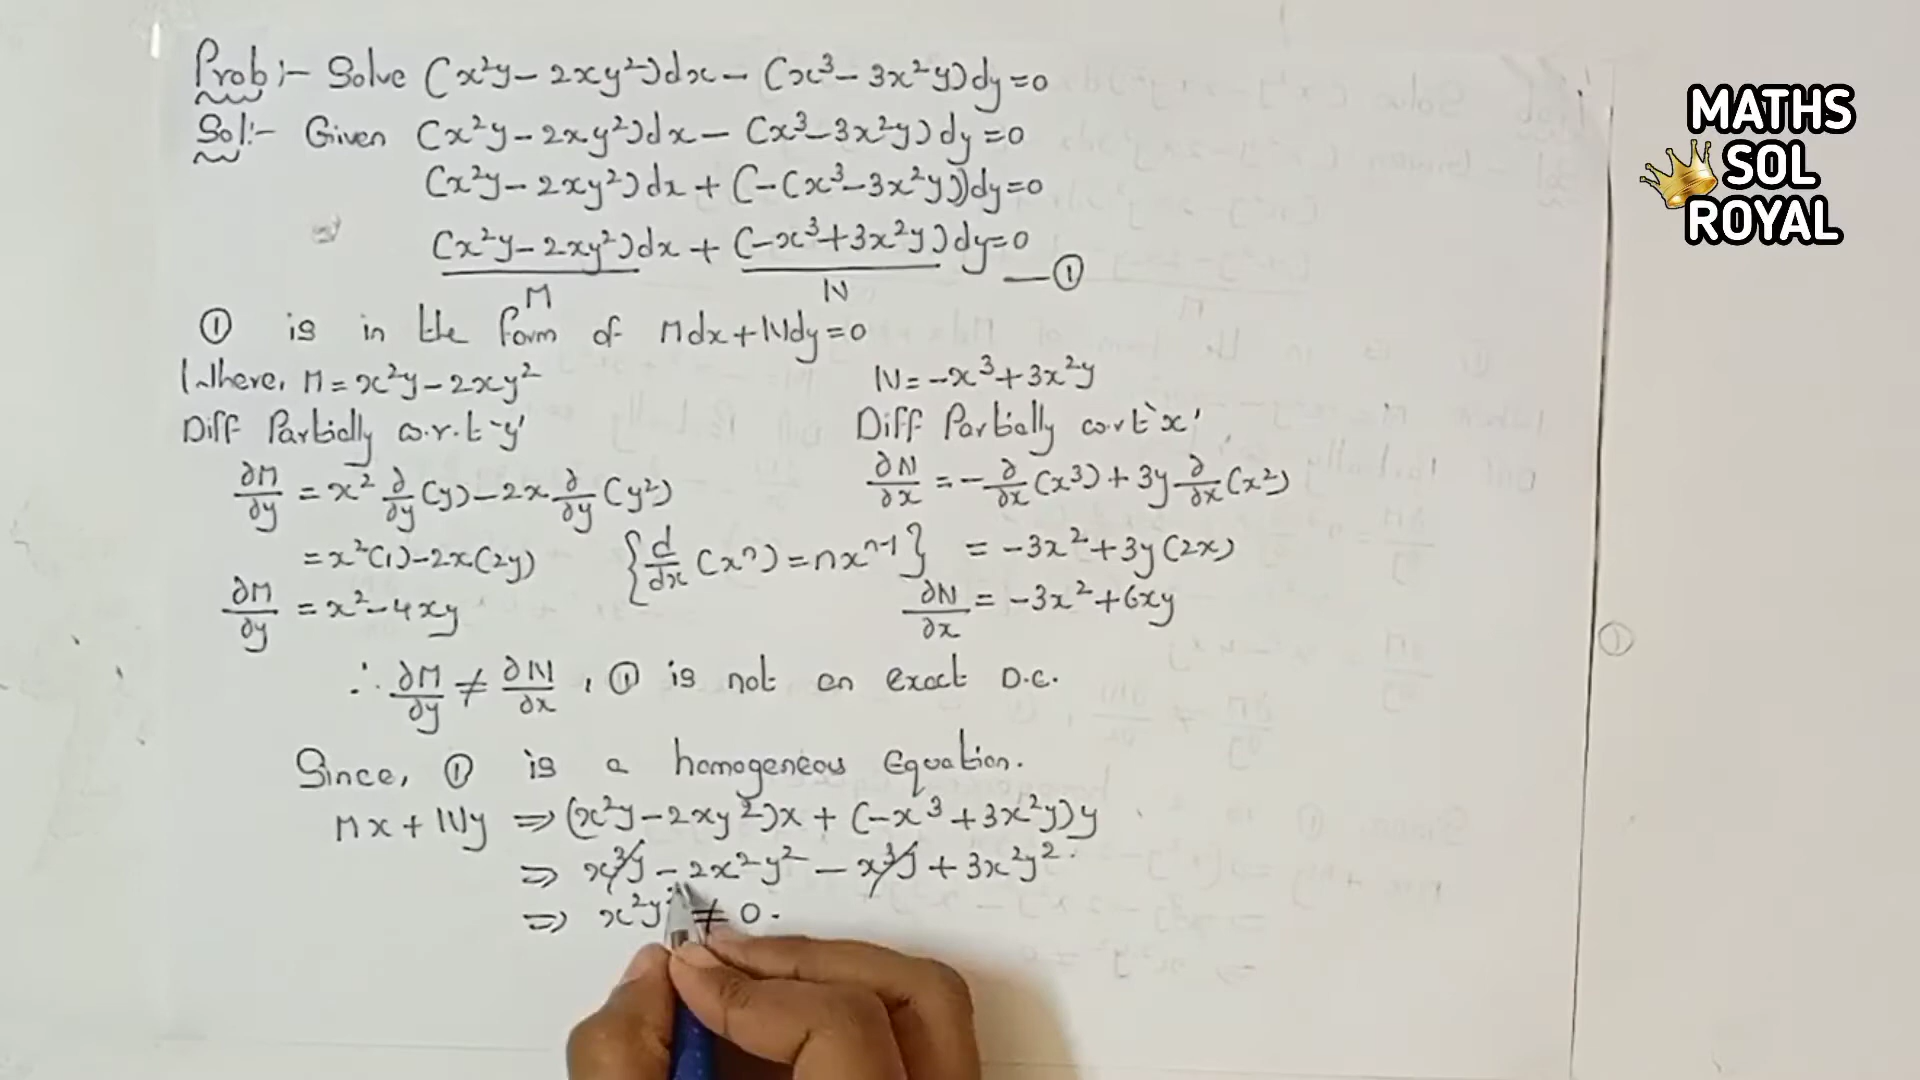 Prob :- Solve (x²y - 2xy²)dx - (x³ - 3x²y)dy = 0
Sol:- Given (x²y - 2xy²)dx - (x³ - 3x²y)dy = 0
(x²y - 2xy²)dx + (-(x³ - 3x²y))dy = 0
(x²y - 2xy²)dx + (-x³ + 3x²y)dy = 0 — ①
M N
① is in the form of Mdx + Ndy = 0
Where, M = x²y - 2xy² N = -x³ + 3x²y
Diff Partially w.r.t 'y' Diff Partially w.r.t 'x'
∂M/∂y = x² ∂/∂y (y) - 2x ∂/∂y (y²) ∂N/∂x = -∂/∂x (x³) + 3y ∂/∂x (x²)
= x²(1) - 2x(2y) {d/dx (xⁿ) = nxⁿ⁻¹} = -3x² + 3y(2x)
∂M/∂y = x² - 4xy ∂N/∂x = -3x² + 6xy
∴ ∂M/∂y ≠ ∂N/∂x , ① is not an exact D.E.
Since, ① is a homogeneous Equation.
Mx + Ny ⇒ (x²y - 2xy²)x + (-x³ + 3x²y)y
⇒ x³y - 2x²y² - x³y + 3x²y²
⇒ x²y² ≠ 0.
MATHS
SOL
ROYAL